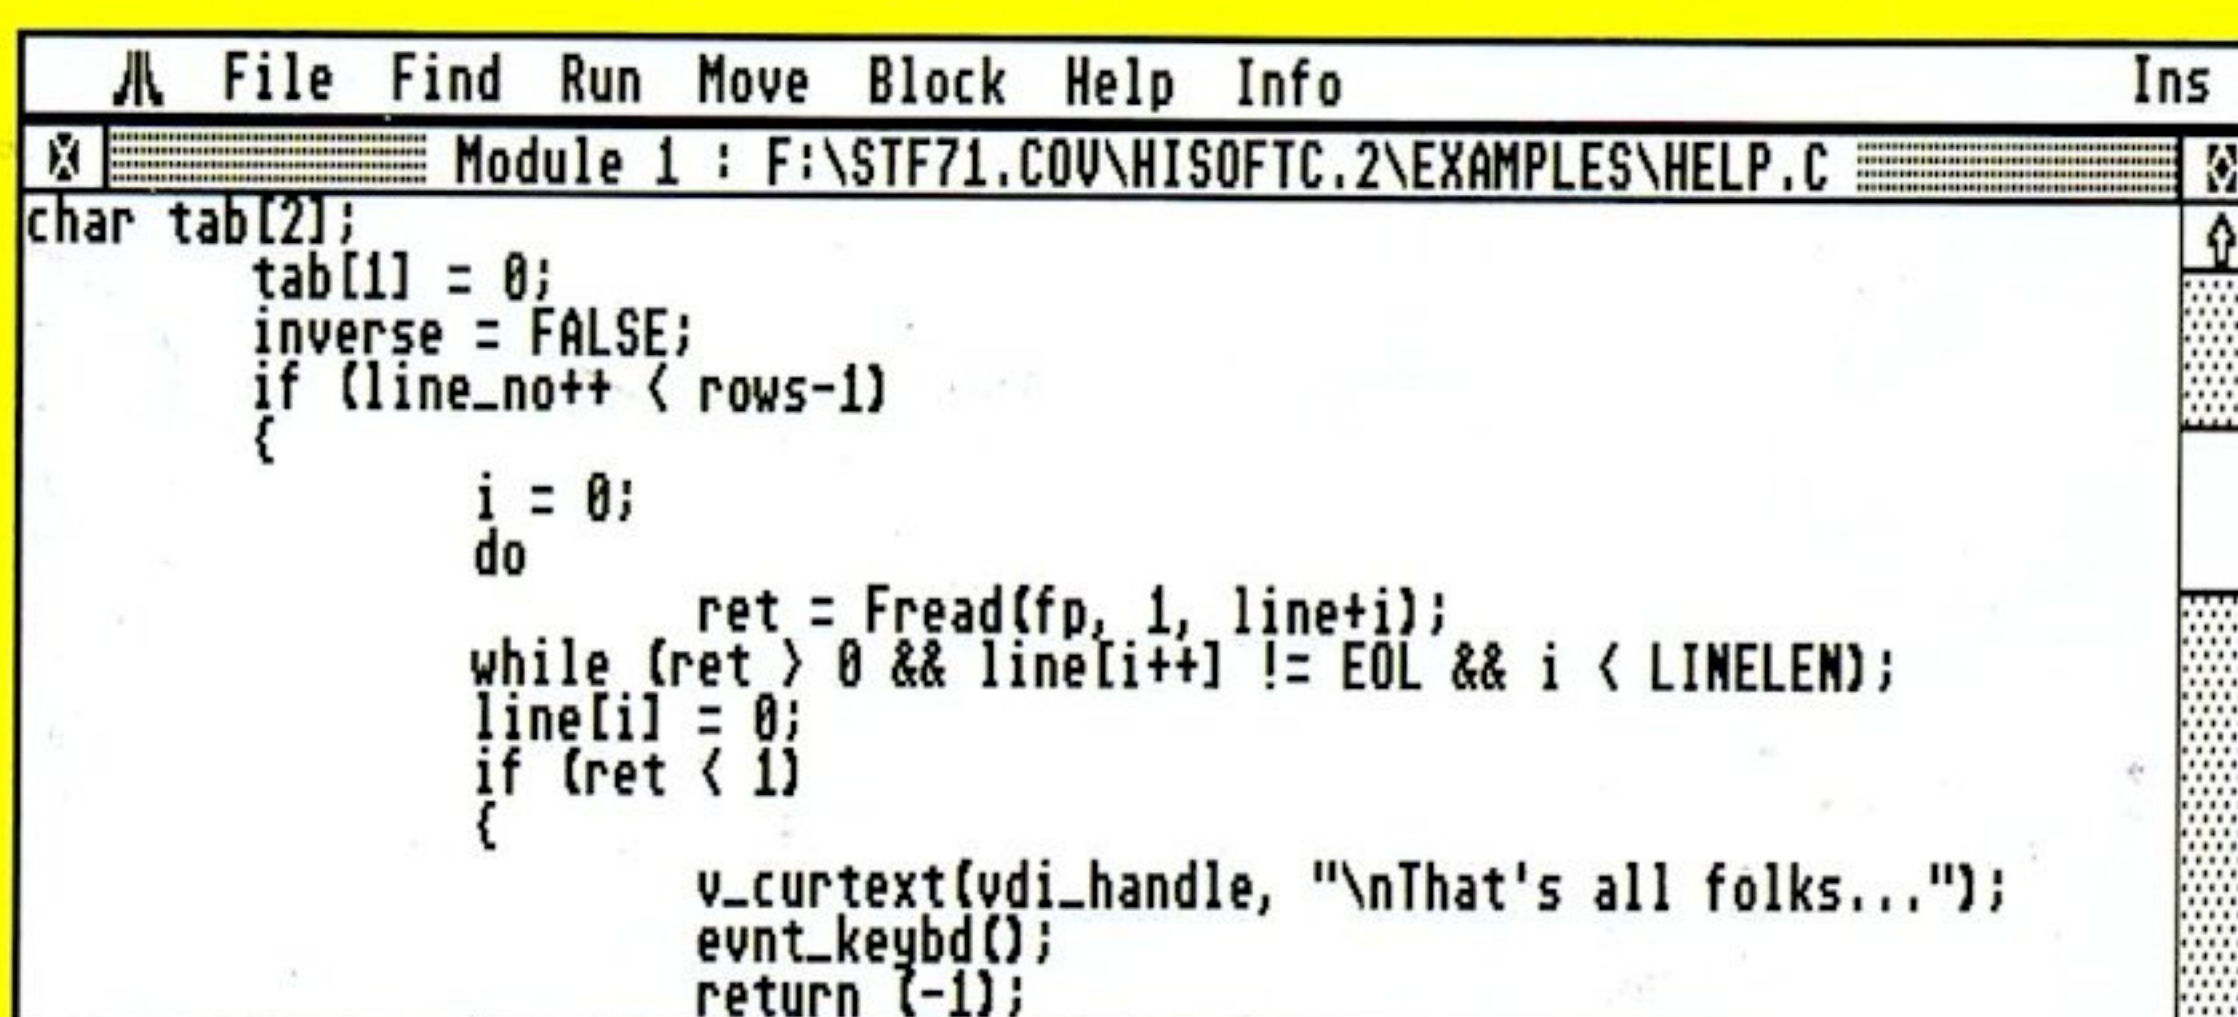 File Find Run Move Block Help Info Ins
Module 1 : F:\STF71.COV\HISOFTC.2\EXAMPLES\HELP.C
char tab[2];
tab[1] = 0;
inverse = FALSE;
if (line_no++ < rows-1)
{
i = 0;
do
ret = Fread(fp, 1, line+i);
while (ret > 0 && line[i++] != EOL && i < LINELEN);
line[i] = 0;
if (ret < 1)
{
v_curtext(vdi_handle, "\nThat's all folks...");
evnt_keybd();
return (-1);